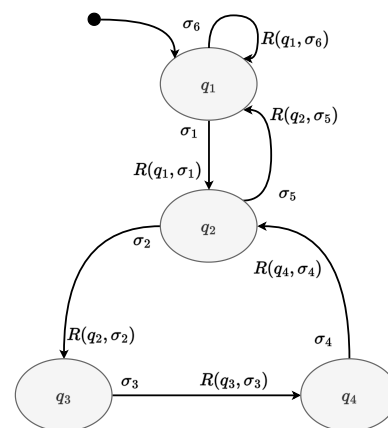 σ₆
R(q₁, σ₆)
q₁
R(q₂, σ₅)
σ₁
R(q₁, σ₁)
σ₅
q₂
σ₂
R(q₄, σ₄)
R(q₂, σ₂)
σ₄
σ₃
R(q₃, σ₃)
q₃
q₄